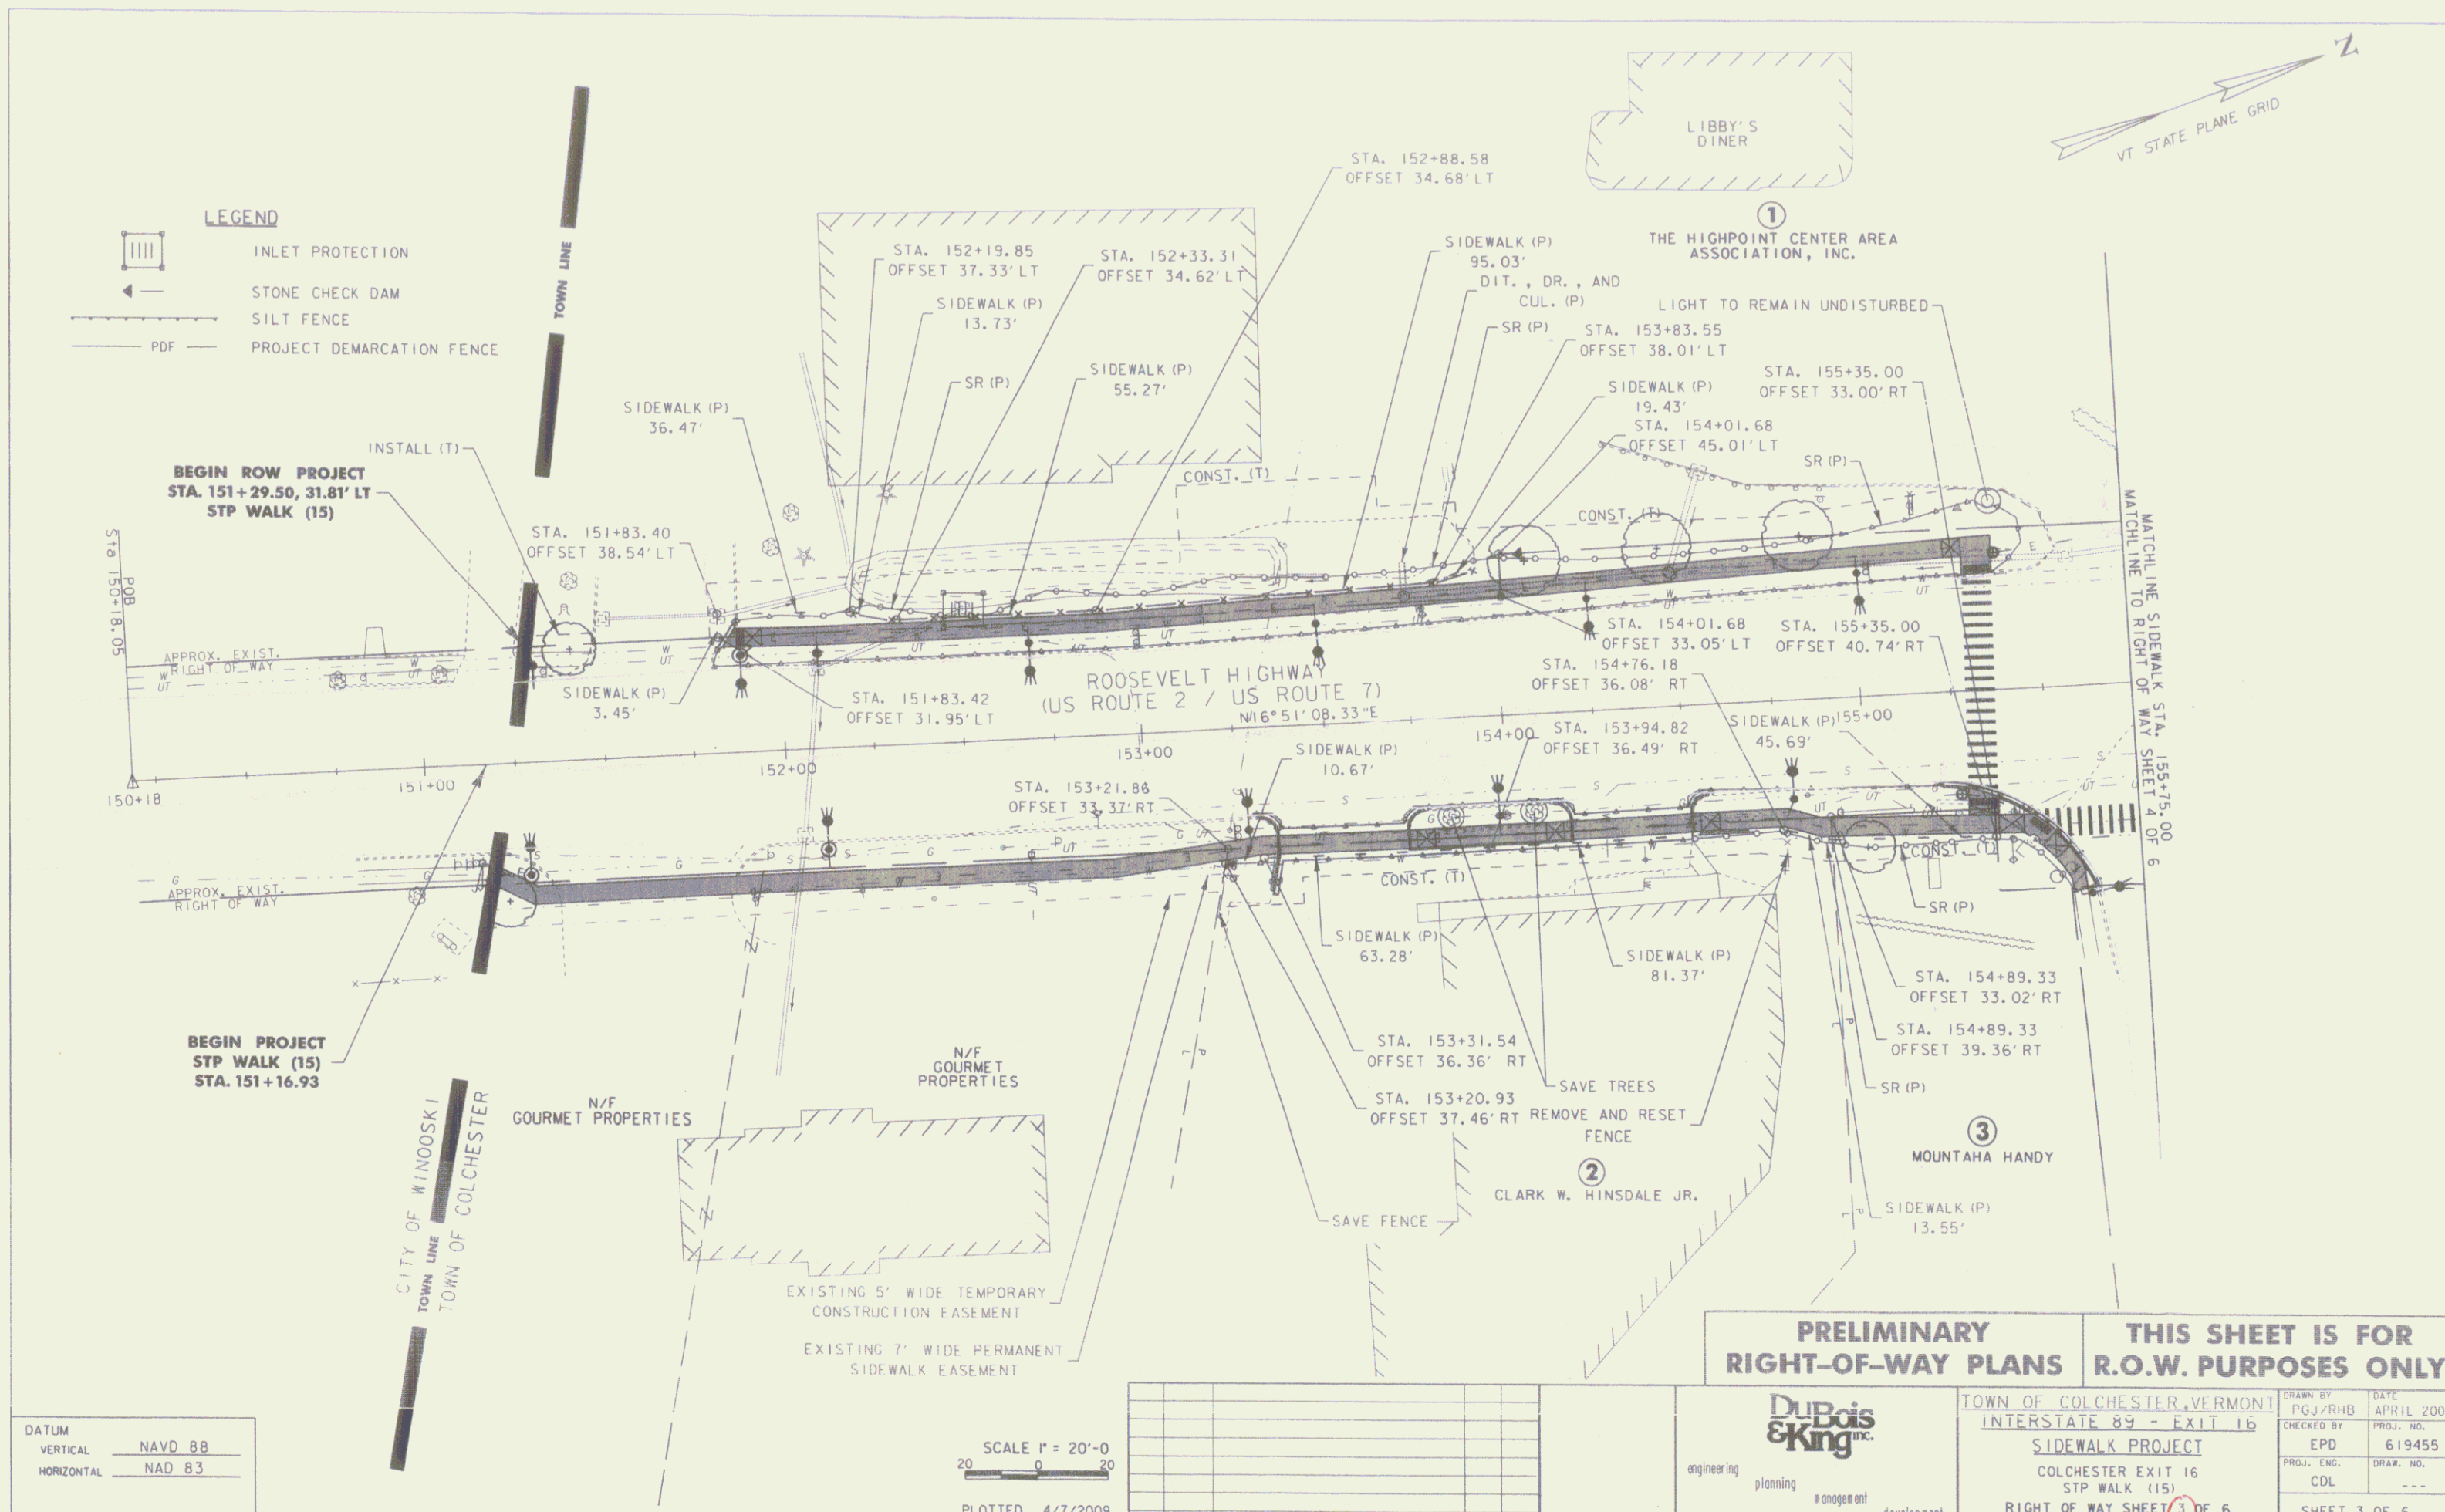 LEGEND
INLET PROTECTION
STONE CHECK DAM
SILT FENCE
PDF
PROJECT DEMARCATION FENCE
TOWN LINE
LIBBY'S
DINER
1
THE HIGHPOINT CENTER AREA
ASSOCIATION, INC.
N
VT STATE PLANE GRID
STA. 152+88.58
OFFSET 34.68' LT
STA. 152+19.85
OFFSET 37.33' LT
STA. 152+33.31
OFFSET 34.62' LT
SIDEWALK (P)
13.73'
SR (P)
SIDEWALK (P)
55.27'
SIDEWALK (P)
36.47'
SIDEWALK (P)
95.03'
DIT., DR., AND
CUL. (P)
LIGHT TO REMAIN UNDISTURBED
SR (P)
STA. 153+83.55
OFFSET 38.01' LT
SIDEWALK (P)
19.43'
STA. 155+35.00
OFFSET 33.00' RT
STA. 154+01.68
OFFSET 45.01' LT
SR (P)
CONST. (T)
CONST. (T)
INSTALL (T)
BEGIN ROW PROJECT
STA. 151+29.50, 31.81' LT
STP WALK (15)
STA. 151+83.40
OFFSET 38.54' LT
POB
Sta 150+18.05
APPROX. EXIST.
RIGHT OF WAY
SIDEWALK (P)
3.45'
STA. 151+83.42
OFFSET 31.95' LT
ROOSEVELT HIGHWAY
(US ROUTE 2 / US ROUTE 7)
N16°51'08.33"E
STA. 154+01.68
OFFSET 33.05' LT
STA. 155+35.00
OFFSET 40.74' RT
STA. 154+76.18
OFFSET 36.08' RT
MATCHLINE SIDEWALK STA. 155+75.00
MATCHLINE TO RIGHT OF WAY SHEET 4 OF 6
150+18
151+00
152+00
153+00
154+00
155+00
STA. 153+94.82
OFFSET 36.49' RT
SIDEWALK (P)
45.69'
SIDEWALK (P)
10.67'
STA. 153+21.86
OFFSET 33.37' RT
APPROX. EXIST.
RIGHT OF WAY
CONST. (T)
CONST. (T)
SR (P)
SIDEWALK (P)
63.28'
SIDEWALK (P)
81.37'
STA. 154+89.33
OFFSET 33.02' RT
STA. 154+89.33
OFFSET 39.36' RT
SR (P)
BEGIN PROJECT
STP WALK (15)
STA. 151+16.93
N/F
GOURMET
PROPERTIES
N/F
GOURMET PROPERTIES
STA. 153+31.54
OFFSET 36.36' RT
SAVE TREES
STA. 153+20.93
OFFSET 37.46' RT
REMOVE AND RESET
FENCE
2
CLARK W. HINSDALE JR.
3
MOUNTAHA HANDY
SIDEWALK (P)
13.55'
SAVE FENCE
CITY OF WINOOSKI
TOWN LINE
TOWN OF COLCHESTER
EXISTING 5' WIDE TEMPORARY
CONSTRUCTION EASEMENT
EXISTING 7' WIDE PERMANENT
SIDEWALK EASEMENT
PRELIMINARY
RIGHT-OF-WAY PLANS
THIS SHEET IS FOR
R.O.W. PURPOSES ONLY
DATUM
VERTICAL NAVD 88
HORIZONTAL NAD 83
SCALE 1" = 20'-0
20 0 20
PLOTTED 4/7/2009
DuBois
&King inc.
engineering
planning
management
development
TOWN OF COLCHESTER, VERMONT
INTERSTATE 89 - EXIT 16
SIDEWALK PROJECT
COLCHESTER EXIT 16
STP WALK (15)
RIGHT OF WAY SHEET 3 OF 6
DRAWN BY
PGJ/RHB
DATE
APRIL 200
CHECKED BY
EPD
PROJ. NO.
619455
PROJ. ENG.
CDL
DRAW. NO.
---
SHEET 3 OF 6